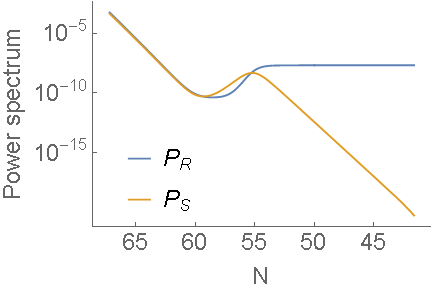 Power spectrum
10^{-5}
10^{-10}
10^{-15}
P_R
P_S
65 60 55 50 45
N